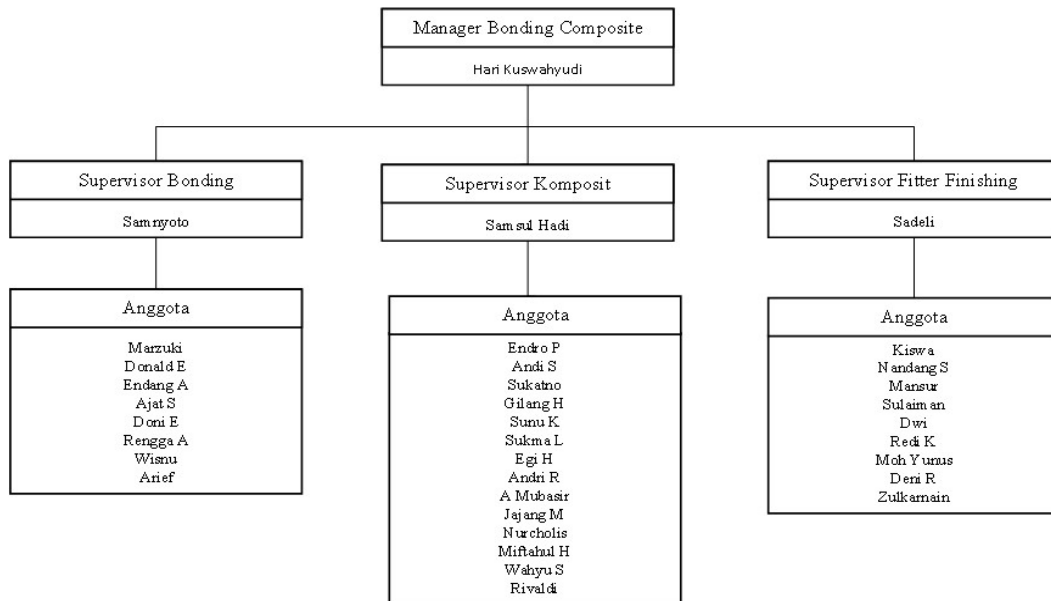 Manager Bonding Composite
Hari Kuswahyudi
Supervisor Bonding
Samnyoto
Anggota
Marzuki
Donald E
Endang A
Ajat S
Doni E
Rengga A
Wisnu
Arief
Supervisor Komposit
Samsul Hadi
Anggota
Endro P
Andi S
Sukatno
Gilang H
Sunu K
Sukma L
Egi H
Andri R
A Mubasir
Jajang M
Nurcholis
Miftahul H
Wahyu S
Rivaldi
Supervisor Fitter Finishing
Sadeli
Anggota
Kiswa
Nandang S
Mansur
Sulaiman
Dwi
Redi K
Moh Yunus
Deni R
Zulkarnain